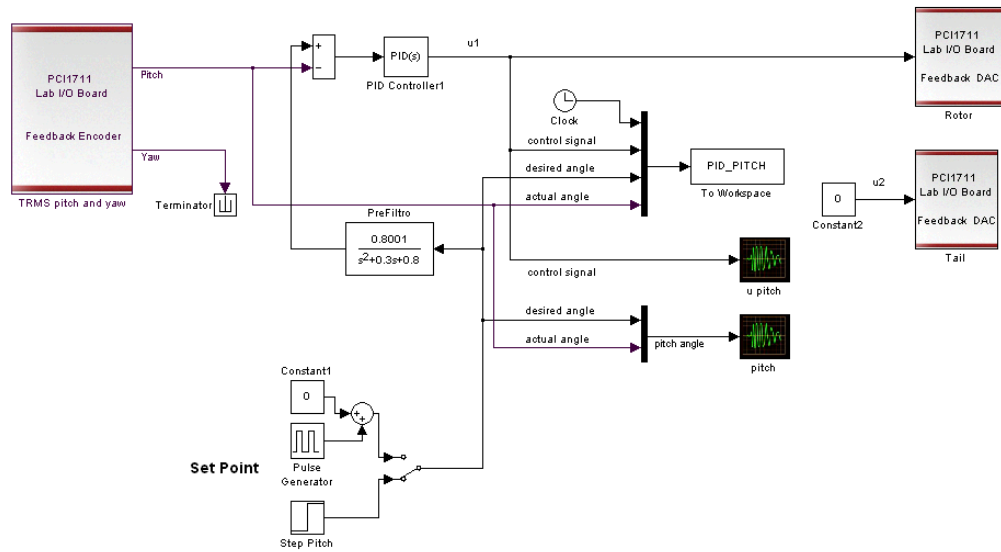 PCI1711
Lab I/O Board
Feedback Encoder
TRMS pitch and yaw
Pitch
Yaw
Terminator
+
−
PID(s)
PID Controller1
u1
PCI1711
Lab I/O Board
Feedback DAC
Rotor
Clock
control signal
desired angle
actual angle
PID_PITCH
To Workspace
u2
0
Constant2
PCI1711
Lab I/O Board
Feedback DAC
Tail
PreFiltro
0.8001
s²+0.3s+0.8
control signal
u pitch
desired angle
actual angle
pitch angle
pitch
Constant1
0
+
+
Set Point
Pulse
Generator
Step Pitch